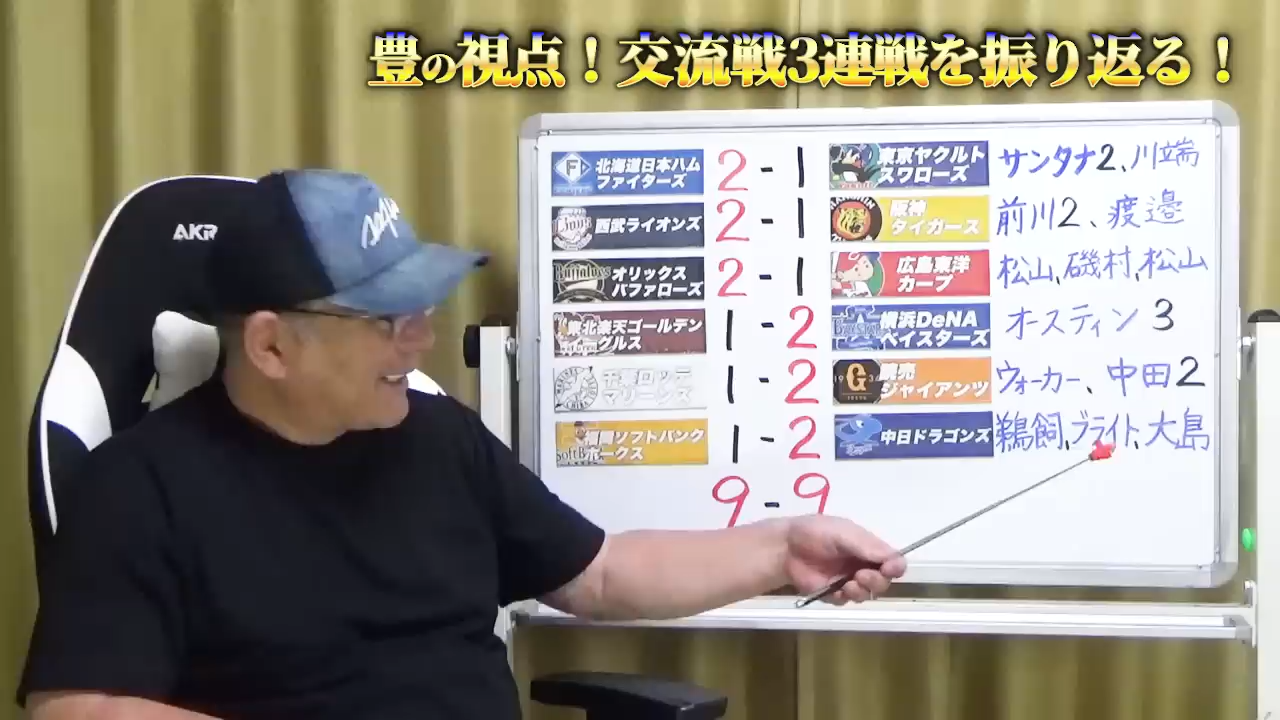 豊の視点！交流戦3連戦を振り返る！
AKR
北海道日本ハム
ファイターズ
2-1
東京ヤクルト
スワローズ
サンタナ2、川端
西武ライオンズ
2-1
阪神
タイガース
前川2、渡邉
オリックス
バファローズ
2-1
広島東洋
カープ
松山、磯村、松山
東北楽天ゴールデン
イーグルス
1-2
横浜DeNA
ベイスターズ
オースティン3
千葉ロッテ
マリーンズ
1-2
G
読売
ジャイアンツ
ウォーカー、中田2
福岡ソフトバンク
ホークス
1-2
中日ドラゴンズ
鵜飼、ブライト、大島
9-9